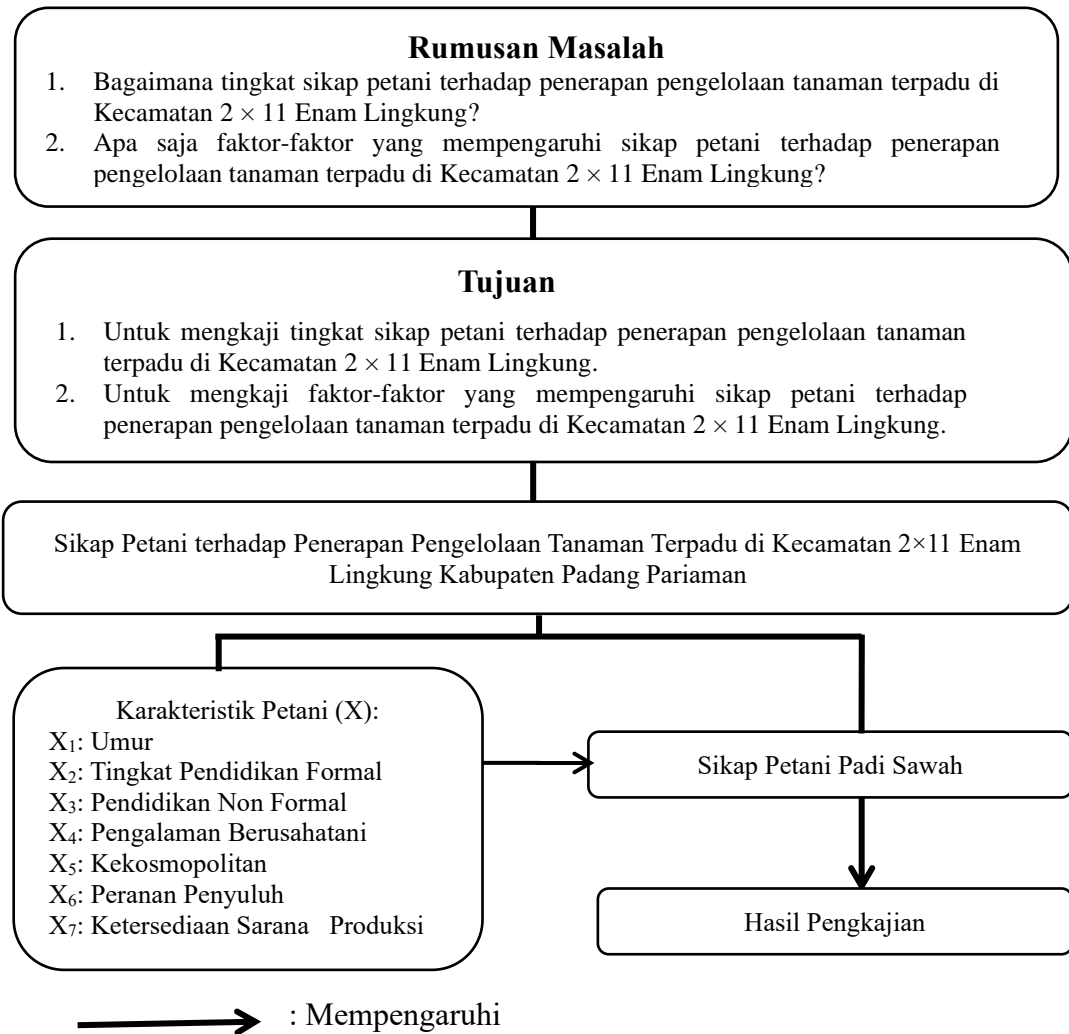 Rumusan Masalah
1. Bagaimana tingkat sikap petani terhadap penerapan pengelolaan tanaman terpadu di
Kecamatan 2 × 11 Enam Lingkung?
2. Apa saja faktor-faktor yang mempengaruhi sikap petani terhadap penerapan
pengelolaan tanaman terpadu di Kecamatan 2 × 11 Enam Lingkung?
Tujuan
1. Untuk mengkaji tingkat sikap petani terhadap penerapan pengelolaan tanaman
terpadu di Kecamatan 2 × 11 Enam Lingkung.
2. Untuk mengkaji faktor-faktor yang mempengaruhi sikap petani terhadap
penerapan pengelolaan tanaman terpadu di Kecamatan 2 × 11 Enam Lingkung.
Sikap Petani terhadap Penerapan Pengelolaan Tanaman Terpadu di Kecamatan 2×11 Enam
Lingkung Kabupaten Padang Pariaman
Karakteristik Petani (X):
X₁: Umur
X₂: Tingkat Pendidikan Formal
X₃: Pendidikan Non Formal
X₄: Pengalaman Berusahatani
X₅: Kekosmopolitan
X₆: Peranan Penyuluh
X₇: Ketersediaan Sarana Produksi
Sikap Petani Padi Sawah
Hasil Pengkajian
: Mempengaruhi